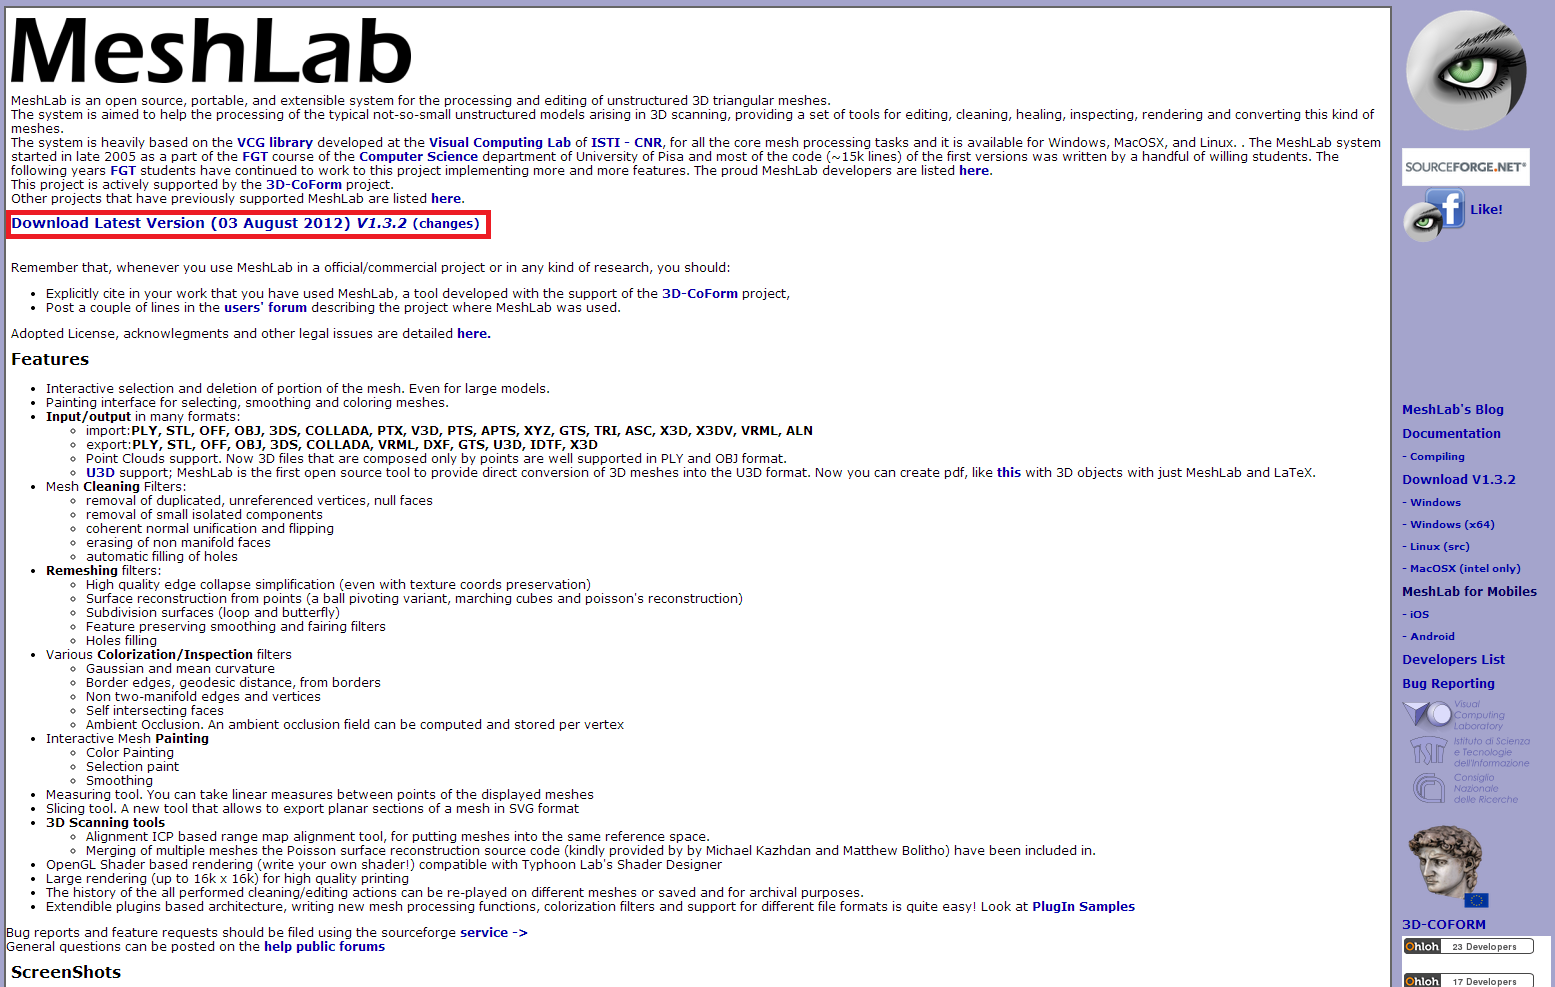 MeshLab
MeshLab is an open source, portable, and extensible system for the processing and editing of unstructured 3D triangular meshes.
The system is aimed to help the processing of the typical not-so-small unstructured models arising in 3D scanning, providing a set of tools for editing, cleaning, healing, inspecting, rendering and converting this kind of
meshes.
The system is heavily based on the VCG library developed at the Visual Computing Lab of ISTI - CNR, for all the core mesh processing tasks and it is available for Windows, MacOSX, and Linux. . The MeshLab system
started in late 2005 as a part of the FGT course of the Computer Science department of University of Pisa and most of the code (~15k lines) of the first versions was written by a handful of willing students. The
following years FGT students have continued to work to this project implementing more and more features. The proud MeshLab developers are listed here.
This project is actively supported by the 3D-CoForm project.
Other projects that have previously supported MeshLab are listed here.
Download Latest Version (03 August 2012) V1.3.2 (changes)
Remember that, whenever you use MeshLab in a official/commercial project or in any kind of research, you should:
• Explicitly cite in your work that you have used MeshLab, a tool developed with the support of the 3D-CoForm project,
• Post a couple of lines in the users' forum describing the project where MeshLab was used.
Adopted License, acknowlegments and other legal issues are detailed here.
Features
• Interactive selection and deletion of portion of the mesh. Even for large models.
• Painting interface for selecting, smoothing and coloring meshes.
• Input/output in many formats:
◦ import:PLY, STL, OFF, OBJ, 3DS, COLLADA, PTX, V3D, PTS, APTS, XYZ, GTS, TRI, ASC, X3D, X3DV, VRML, ALN
◦ export:PLY, STL, OFF, OBJ, 3DS, COLLADA, VRML, DXF, GTS, U3D, IDTF, X3D
◦ Point Clouds support. Now 3D files that are composed only by points are well supported in PLY and OBJ format.
◦ U3D support; MeshLab is the first open source tool to provide direct conversion of 3D meshes into the U3D format. Now you can create pdf, like this with 3D objects with just MeshLab and LaTeX.
• Mesh Cleaning Filters:
◦ removal of duplicated, unreferenced vertices, null faces
◦ removal of small isolated components
◦ coherent normal unification and flipping
◦ erasing of non manifold faces
◦ automatic filling of holes
• Remeshing filters:
◦ High quality edge collapse simplification (even with texture coords preservation)
◦ Surface reconstruction from points (a ball pivoting variant, marching cubes and poisson's reconstruction)
◦ Subdivision surfaces (loop and butterfly)
◦ Feature preserving smoothing and fairing filters
◦ Holes filling
• Various Colorization/Inspection filters
◦ Gaussian and mean curvature
◦ Border edges, geodesic distance, from borders
◦ Non two-manifold edges and vertices
◦ Self intersecting faces
◦ Ambient Occlusion. An ambient occlusion field can be computed and stored per vertex
• Interactive Mesh Painting
◦ Color Painting
◦ Selection paint
◦ Smoothing
• Measuring tool. You can take linear measures between points of the displayed meshes
• Slicing tool. A new tool that allows to export planar sections of a mesh in SVG format
• 3D Scanning tools
◦ Alignment ICP based range map alignment tool, for putting meshes into the same reference space.
◦ Merging of multiple meshes the Poisson surface reconstruction source code (kindly provided by by Michael Kazhdan and Matthew Bolitho) have been included in.
• OpenGL Shader based rendering (write your own shader!) compatible with Typhoon Lab's Shader Designer
• Large rendering (up to 16k x 16k) for high quality printing
• The history of the all performed cleaning/editing actions can be re-played on different meshes or saved and for archival purposes.
• Extendible plugins based architecture, writing new mesh processing functions, colorization filters and support for different file formats is quite easy! Look at PlugIn Samples
Bug reports and feature requests should be filed using the sourceforge service ->
General questions can be posted on the help public forums
ScreenShots
SOURCEFORGE.NET®
f Like!
MeshLab's Blog
Documentation
- Compiling
Download V1.3.2
- Windows
- Windows (x64)
- Linux (src)
- MacOSX (intel only)
MeshLab for Mobiles
- iOS
- Android
Developers List
Bug Reporting
Visual
Computing
Laboratory
Istituto di Scienza
e Tecnologie
dell'Informazione
Consiglio
Nazionale
delle Ricerche
3D-COFORM
Ohloh 23 Developers
Ohloh 17 Developers